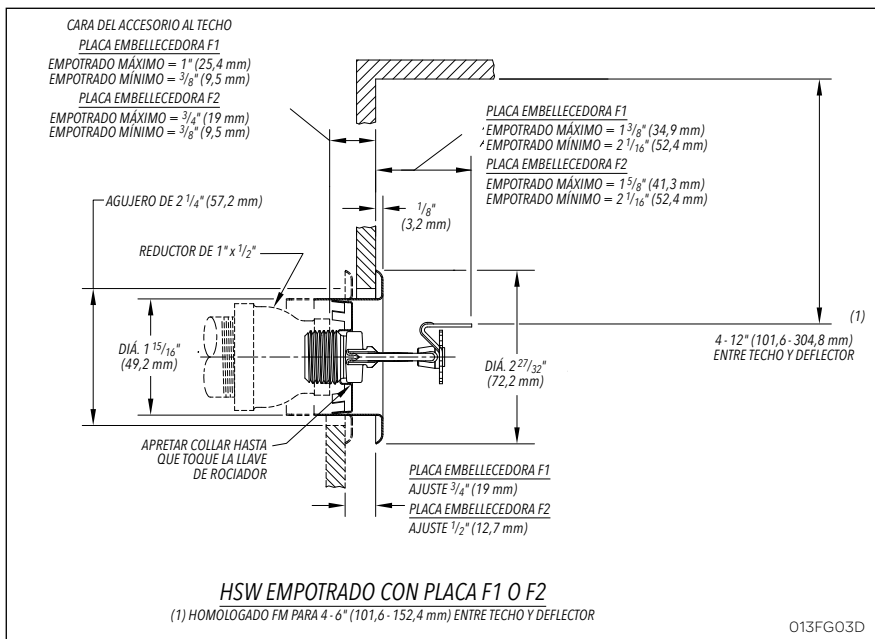 CARA DEL ACCESORIO AL TECHO
PLACA EMBELLECEDORA F1
EMPOTRADO MÁXIMO = 1" (25,4 mm)
EMPOTRADO MÍNIMO = 3/8" (9,5 mm)
PLACA EMBELLECEDORA F2
EMPOTRADO MÁXIMO = 3/4" (19 mm)
EMPOTRADO MÍNIMO = 3/8" (9,5 mm)
PLACA EMBELLECEDORA F1
EMPOTRADO MÁXIMO = 1 3/8" (34,9 mm)
EMPOTRADO MÍNIMO = 2 1/16" (52,4 mm)
PLACA EMBELLECEDORA F2
EMPOTRADO MÁXIMO = 1 5/8" (41,3 mm)
EMPOTRADO MÍNIMO = 2 1/16" (52,4 mm)
AGUJERO DE 2 1/4" (57,2 mm)
1/8"
(3,2 mm)
REDUCTOR DE 1" x 1/2"
(1)
4 - 12" (101,6 - 304,8 mm)
ENTRE TECHO Y DEFLECTOR
DIÁ. 1 15/16"
(49,2 mm)
DIÁ. 2 27/32"
(72,2 mm)
APRETAR COLLAR HASTA
QUE TOQUE LA LLAVE
DE ROCIADOR
PLACA EMBELLECEDORA F1
AJUSTE 3/4" (19 mm)
PLACA EMBELLECEDORA F2
AJUSTE 1/2" (12,7 mm)
HSW EMPOTRADO CON PLACA F1 O F2
(1) HOMOLOGADO FM PARA 4 - 6" (101,6 - 152,4 mm) ENTRE TECHO Y DEFLECTOR
013FG03D